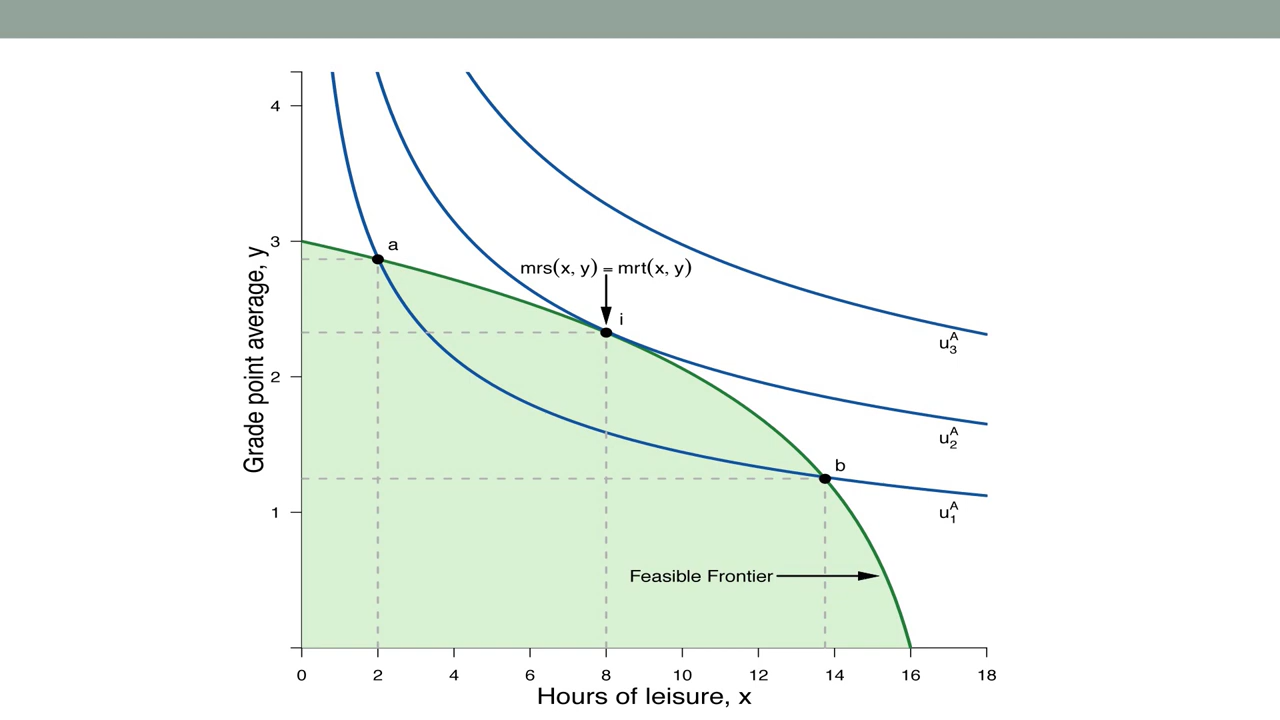 4
3
2
1
Grade point average, y
a
mrs(x, y) = mrt(x, y)
i
b
u₃ᴬ
u₂ᴬ
u₁ᴬ
Feasible Frontier
0 2 4 6 8 10 12 14 16 18
Hours of leisure, x